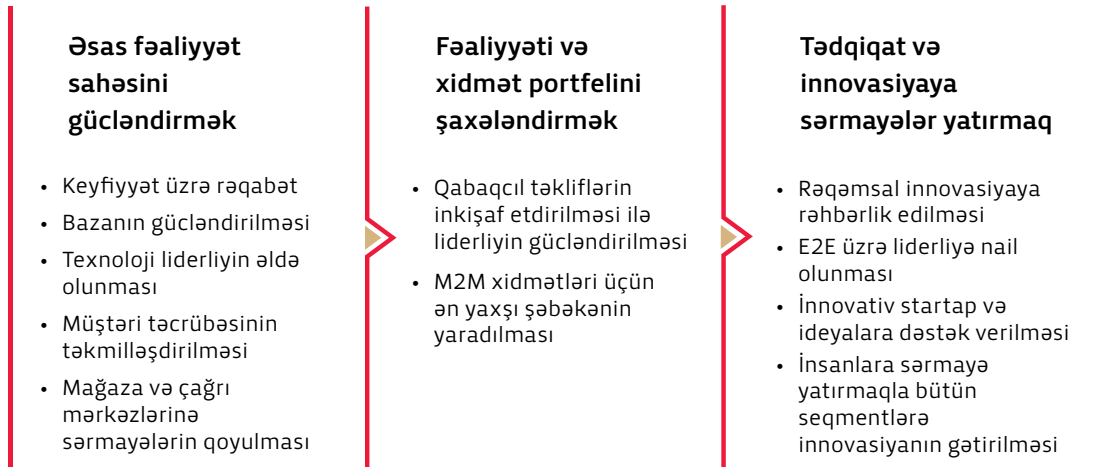 Əsas fəaliyyət
sahəsini
gücləndirmək
• Keyfiyyət üzrə rəqabət
• Bazanın gücləndirilməsi
• Texnoloji liderliyin əldə
olunması
• Müştəri təcrübəsinin
təkmilləşdirilməsi
• Mağaza və çağrı
mərkəzlərinə
sərmayələrin qoyulması
Fəaliyyəti və
xidmət portfelini
şaxələndirmək
• Qabaqcıl təkliflərin
inkişaf etdirilməsi ilə
liderliyin gücləndirilməsi
• M2M xidmətləri üçün
ən yaxşı şəbəkənin
yaradılması
Tədqiqat və
innovasiyaya
sərmayələr yatırmaq
• Rəqəmsal innovasiyaya
rəhbərlik edilməsi
• E2E üzrə liderliyə nail
olunması
• İnnovativ startap və
ideyalara dəstək verilməsi
• İnsanlara sərmayə
yatırmaqla bütün
seqmentlərə
innovasiyanın gətirilməsi